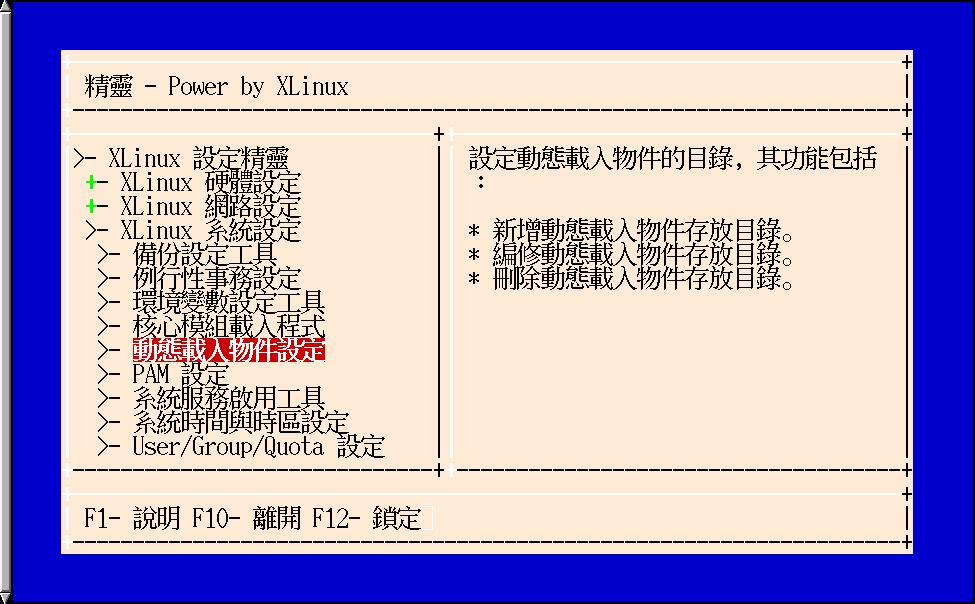 精靈 - Power by XLinux
>- XLinux 設定精靈
+- XLinux 硬體設定
+- XLinux 網路設定
>- XLinux 系統設定
>- 備份設定工具
>- 例行性事務設定
>- 環境變數設定工具
>- 核心模組載入程式
>- 動態載入物件設定
>- PAM 設定
>- 系統服務啟用工具
>- 系統時間與時區設定
>- User/Group/Quota 設定
設定動態載入物件的目錄，其功能包括
：
* 新增動態載入物件存放目錄。
* 編修動態載入物件存放目錄。
* 刪除動態載入物件存放目錄。
F1- 說明 F10- 離開 F12- 鎖定